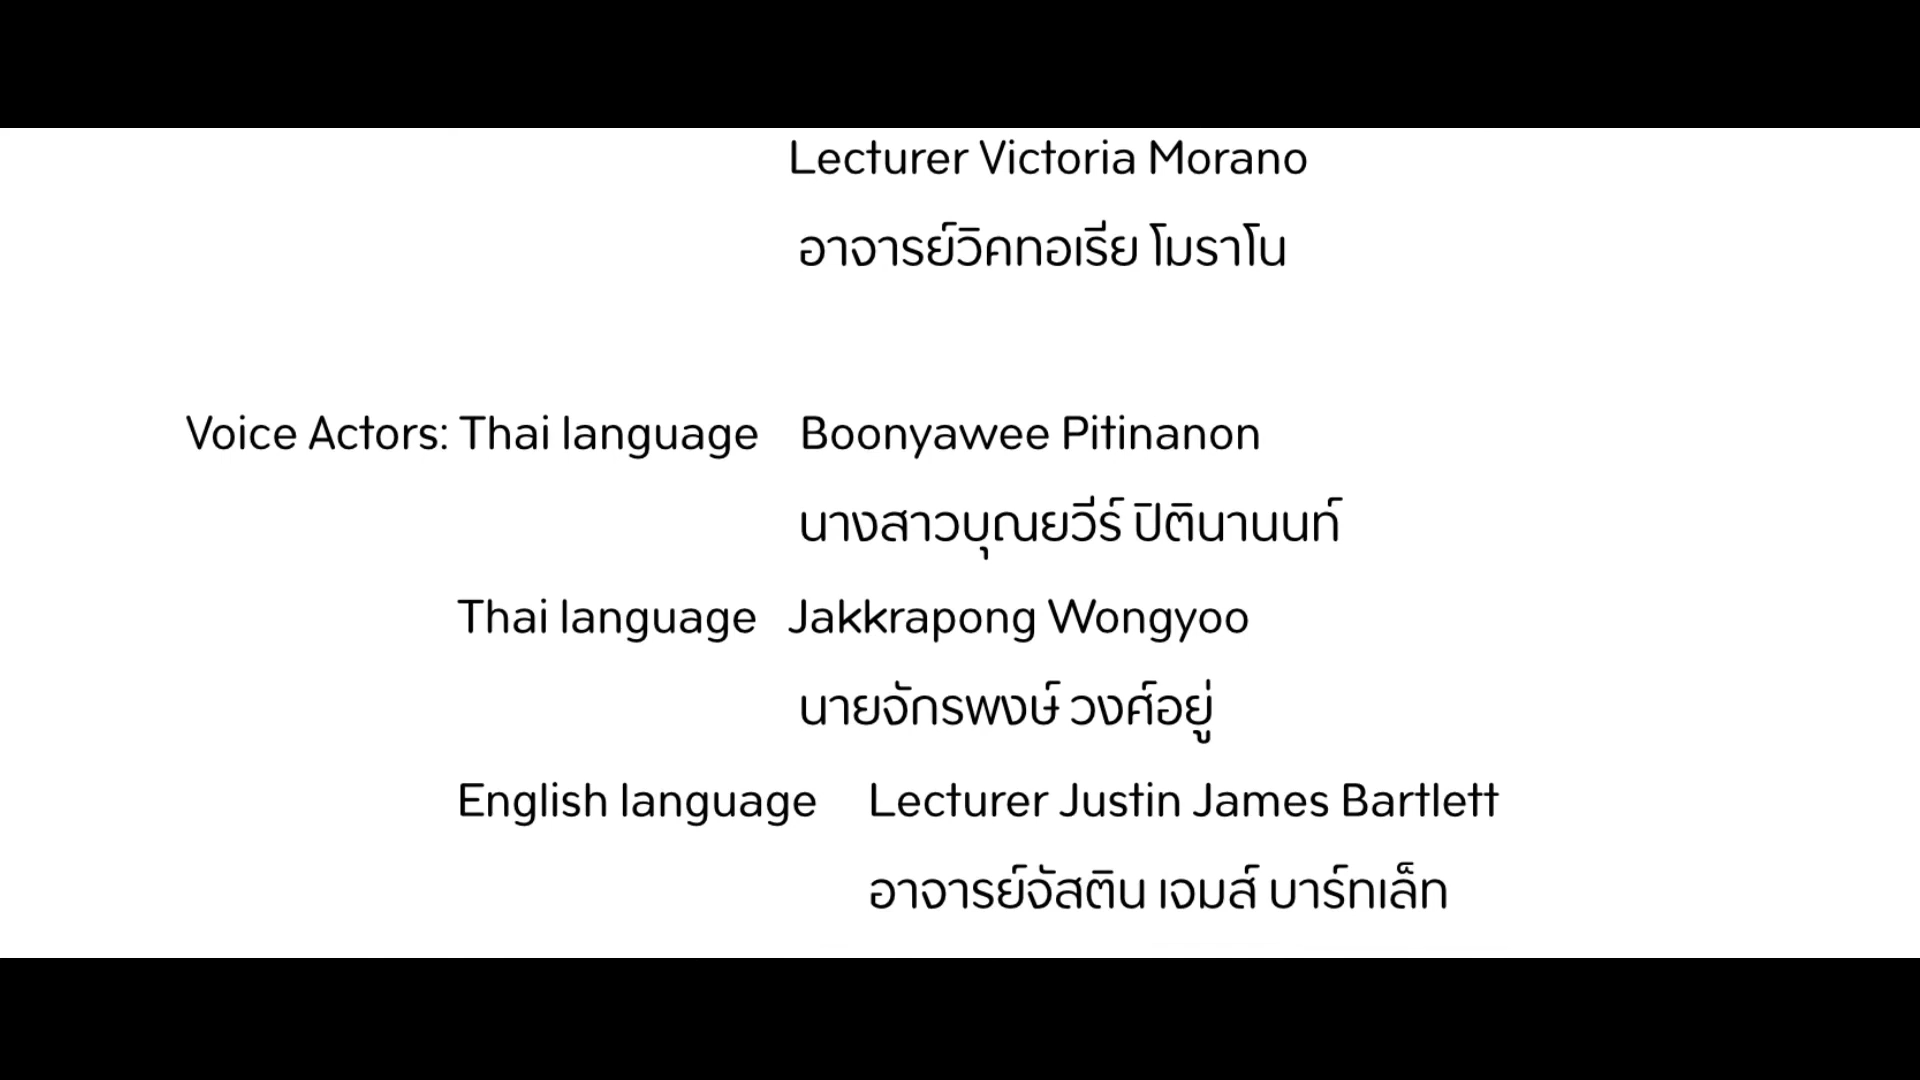 Lecturer Victoria Morano
อาจารย์วิคทอเรีย โมราโน
Voice Actors: Thai language Boonyawee Pitinanon
นางสาวบุณยวีร์ ปิตินานนท์
Thai language Jakkrapong Wongyoo
นายจักรพงษ์ วงศ์อยู่
English language Lecturer Justin James Bartlett
อาจารย์จัสติน เจมส์ บาร์ทเล็ท